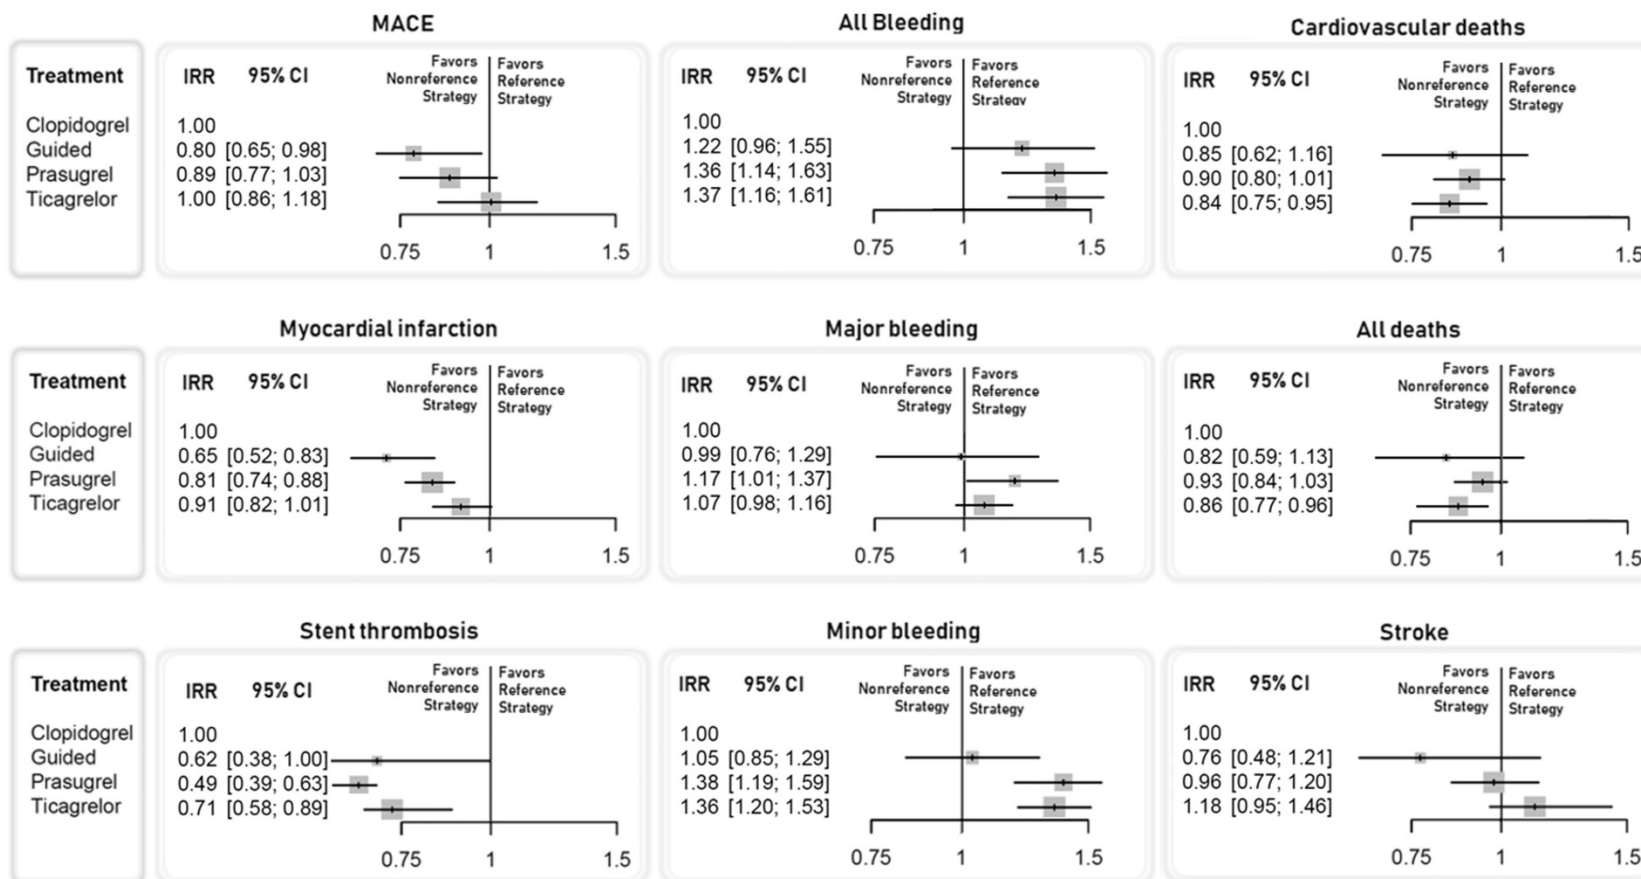 MACE
All Bleeding
Cardiovascular deaths
Treatment
Clopidogrel
Guided
Prasugrel
Ticagrelor
IRR 95% CI
Favors Nonreference Strategy
Favors Reference Strategy
1.00
0.80 [0.65; 0.98]
0.89 [0.77; 1.03]
1.00 [0.86; 1.18]
0.75 1 1.5
IRR 95% CI
Favors Nonreference Strategy
Favors Reference Strategy
1.00
1.22 [0.96; 1.55]
1.36 [1.14; 1.63]
1.37 [1.16; 1.61]
0.75 1 1.5
IRR 95% CI
Favors Nonreference Strategy
Favors Reference Strategy
1.00
0.85 [0.62; 1.16]
0.90 [0.80; 1.01]
0.84 [0.75; 0.95]
0.75 1 1.5
Myocardial infarction
Major bleeding
All deaths
Treatment
Clopidogrel
Guided
Prasugrel
Ticagrelor
IRR 95% CI
Favors Nonreference Strategy
Favors Reference Strategy
1.00
0.65 [0.52; 0.83]
0.81 [0.74; 0.88]
0.91 [0.82; 1.01]
0.75 1 1.5
IRR 95% CI
Favors Nonreference Strategy
Favors Reference Strategy
1.00
0.99 [0.76; 1.29]
1.17 [1.01; 1.37]
1.07 [0.98; 1.16]
0.75 1 1.5
IRR 95% CI
Favors Nonreference Strategy
Favors Reference Strategy
1.00
0.82 [0.59; 1.13]
0.93 [0.84; 1.03]
0.86 [0.77; 0.96]
0.75 1 1.5
Stent thrombosis
Minor bleeding
Stroke
Treatment
Clopidogrel
Guided
Prasugrel
Ticagrelor
IRR 95% CI
Favors Nonreference Strategy
Favors Reference Strategy
1.00
0.62 [0.38; 1.00]
0.49 [0.39; 0.63]
0.71 [0.58; 0.89]
0.75 1 1.5
IRR 95% CI
Favors Nonreference Strategy
Favors Reference Strategy
1.00
1.05 [0.85; 1.29]
1.38 [1.19; 1.59]
1.36 [1.20; 1.53]
0.75 1 1.5
IRR 95% CI
Favors Nonreference Strategy
Favors Reference Strategy
1.00
0.76 [0.48; 1.21]
0.96 [0.77; 1.20]
1.18 [0.95; 1.46]
0.75 1 1.5